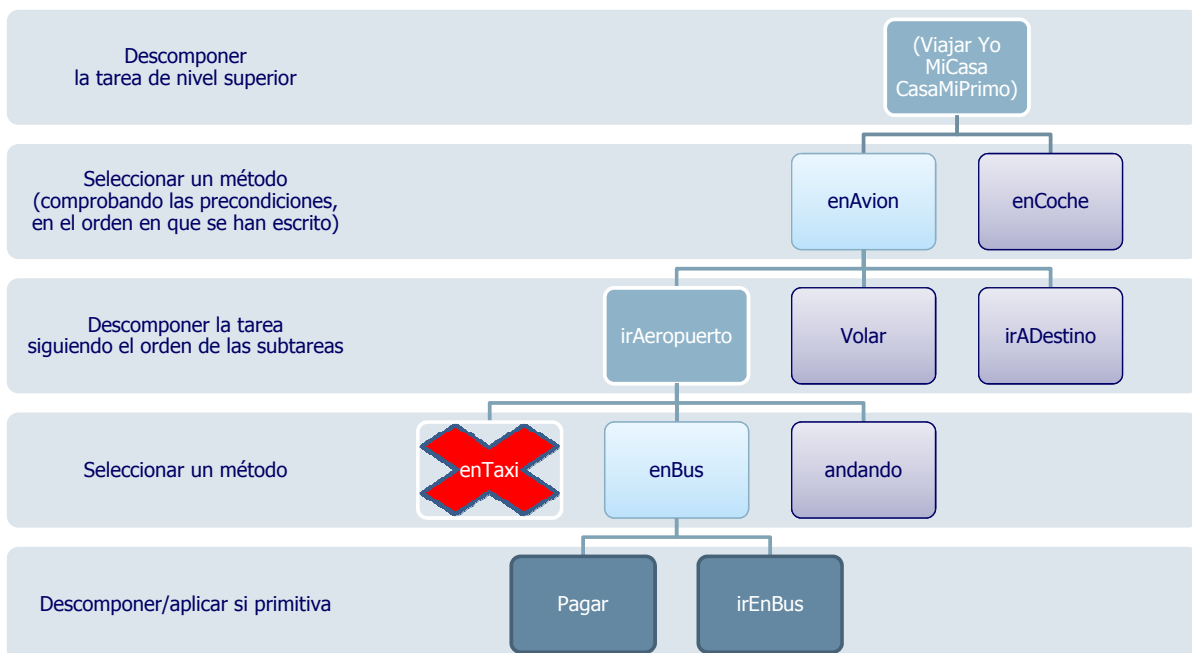 Descomponer
la tarea de nivel superior
(Viajar Yo
MiCasa
CasaMiPrimo)
Seleccionar un método
(comprobando las precondiciones,
en el orden en que se han escrito)
enAvion
enCoche
Descomponer la tarea
siguiendo el orden de las subtareas
irAeropuerto
Volar
irADestino
Seleccionar un método
enTaxi
enBus
andando
Descomponer/aplicar si primitiva
Pagar
irEnBus